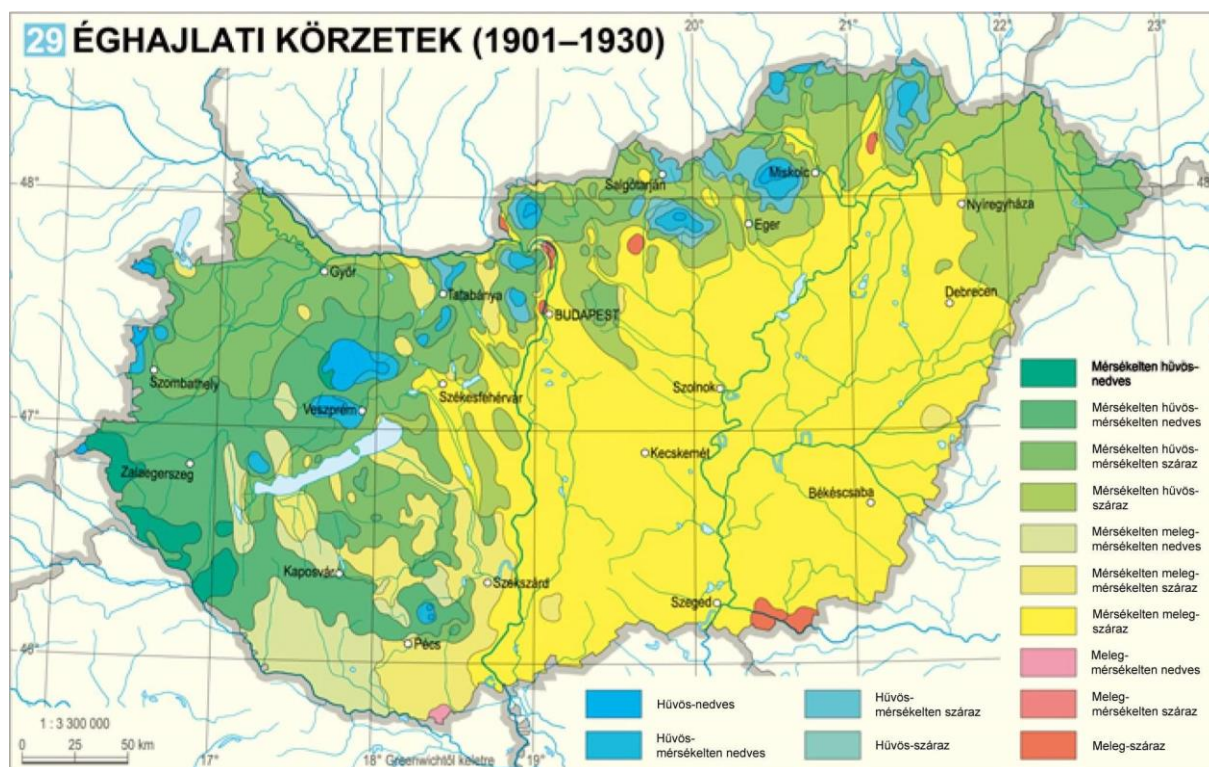 29 ÉGHAJLATI KÖRZETEK (1901–1930)
20°
21°
22°
23°
48°
48
Salgótarján
Miskolc
Nyíregyháza
Eger
Győr
Tatabánya
BUDAPEST
Debrecen
Szombathely
Székesfehérvár
Szolnok
Veszprém
47°
Kecskemét
Zalaegerszeg
Békéscsaba
Kaposvár
Szekszárd
Szeged
46°
Pécs
Mérsékelten hűvös-
nedves
Mérsékelten hűvös-
mérsékelten nedves
Mérsékelten hűvös-
mérsékelten száraz
Mérsékelten hűvös-
száraz
Mérsékelten meleg-
mérsékelten nedves
Mérsékelten meleg-
mérsékelten száraz
Mérsékelten meleg-
száraz
Meleg-
mérsékelten nedves
Meleg-
mérsékelten száraz
Meleg-száraz
Hűvös-nedves
Hűvös-
mérsékelten nedves
Hűvös-
mérsékelten száraz
Hűvös-száraz
1 : 3 300 000
0 25 50 km
17° 18° Greenwichtől keletre 19°